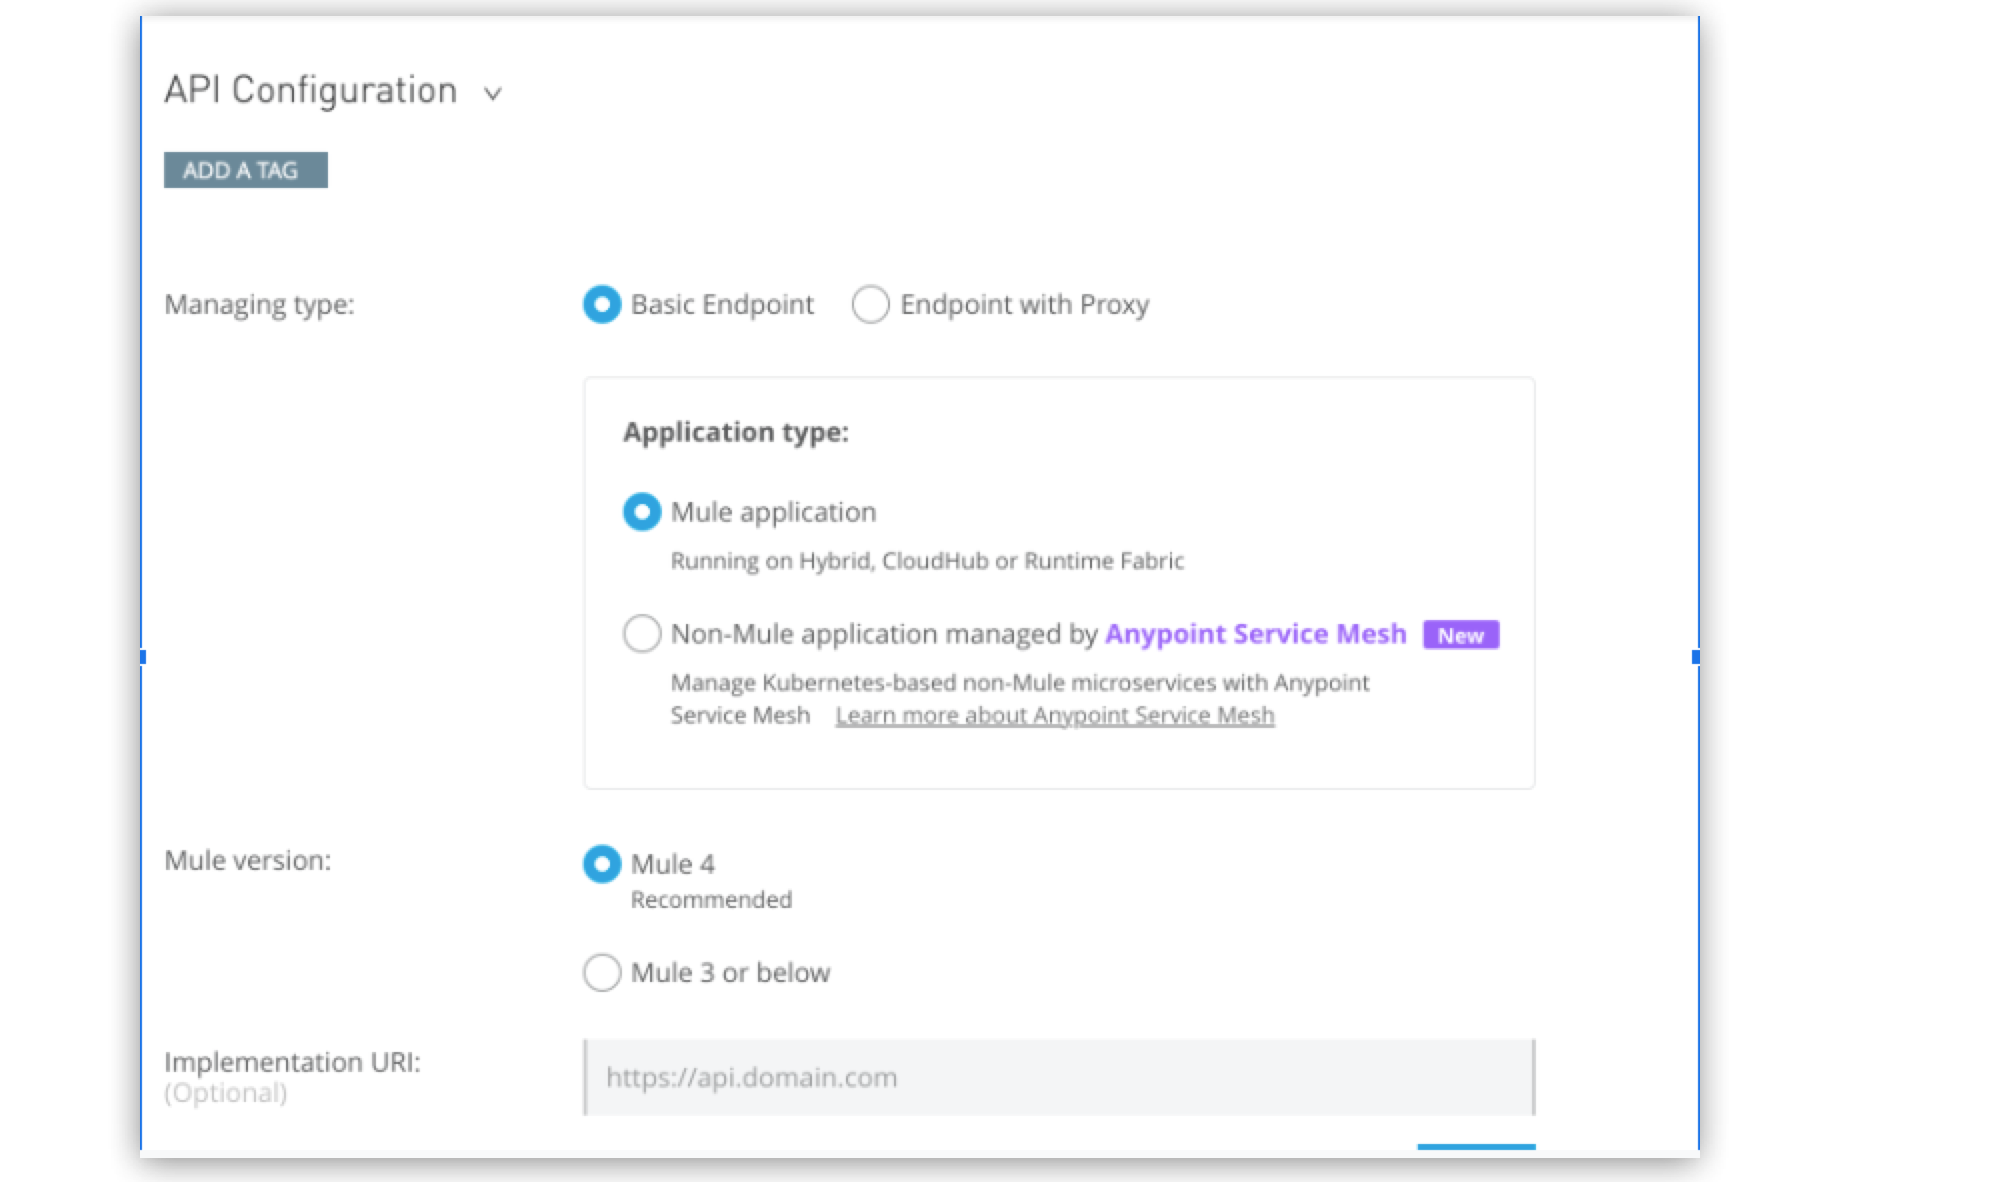 API Configuration
ADD A TAG
Managing type:
Basic Endpoint
Endpoint with Proxy
Application type:
Mule application
Running on Hybrid, CloudHub or Runtime Fabric
Non-Mule application managed by Anypoint Service Mesh New
Manage Kubernetes-based non-Mule microservices with Anypoint
Service Mesh Learn more about Anypoint Service Mesh
Mule version:
Mule 4
Recommended
Mule 3 or below
Implementation URI:
(Optional)
https://api.domain.com